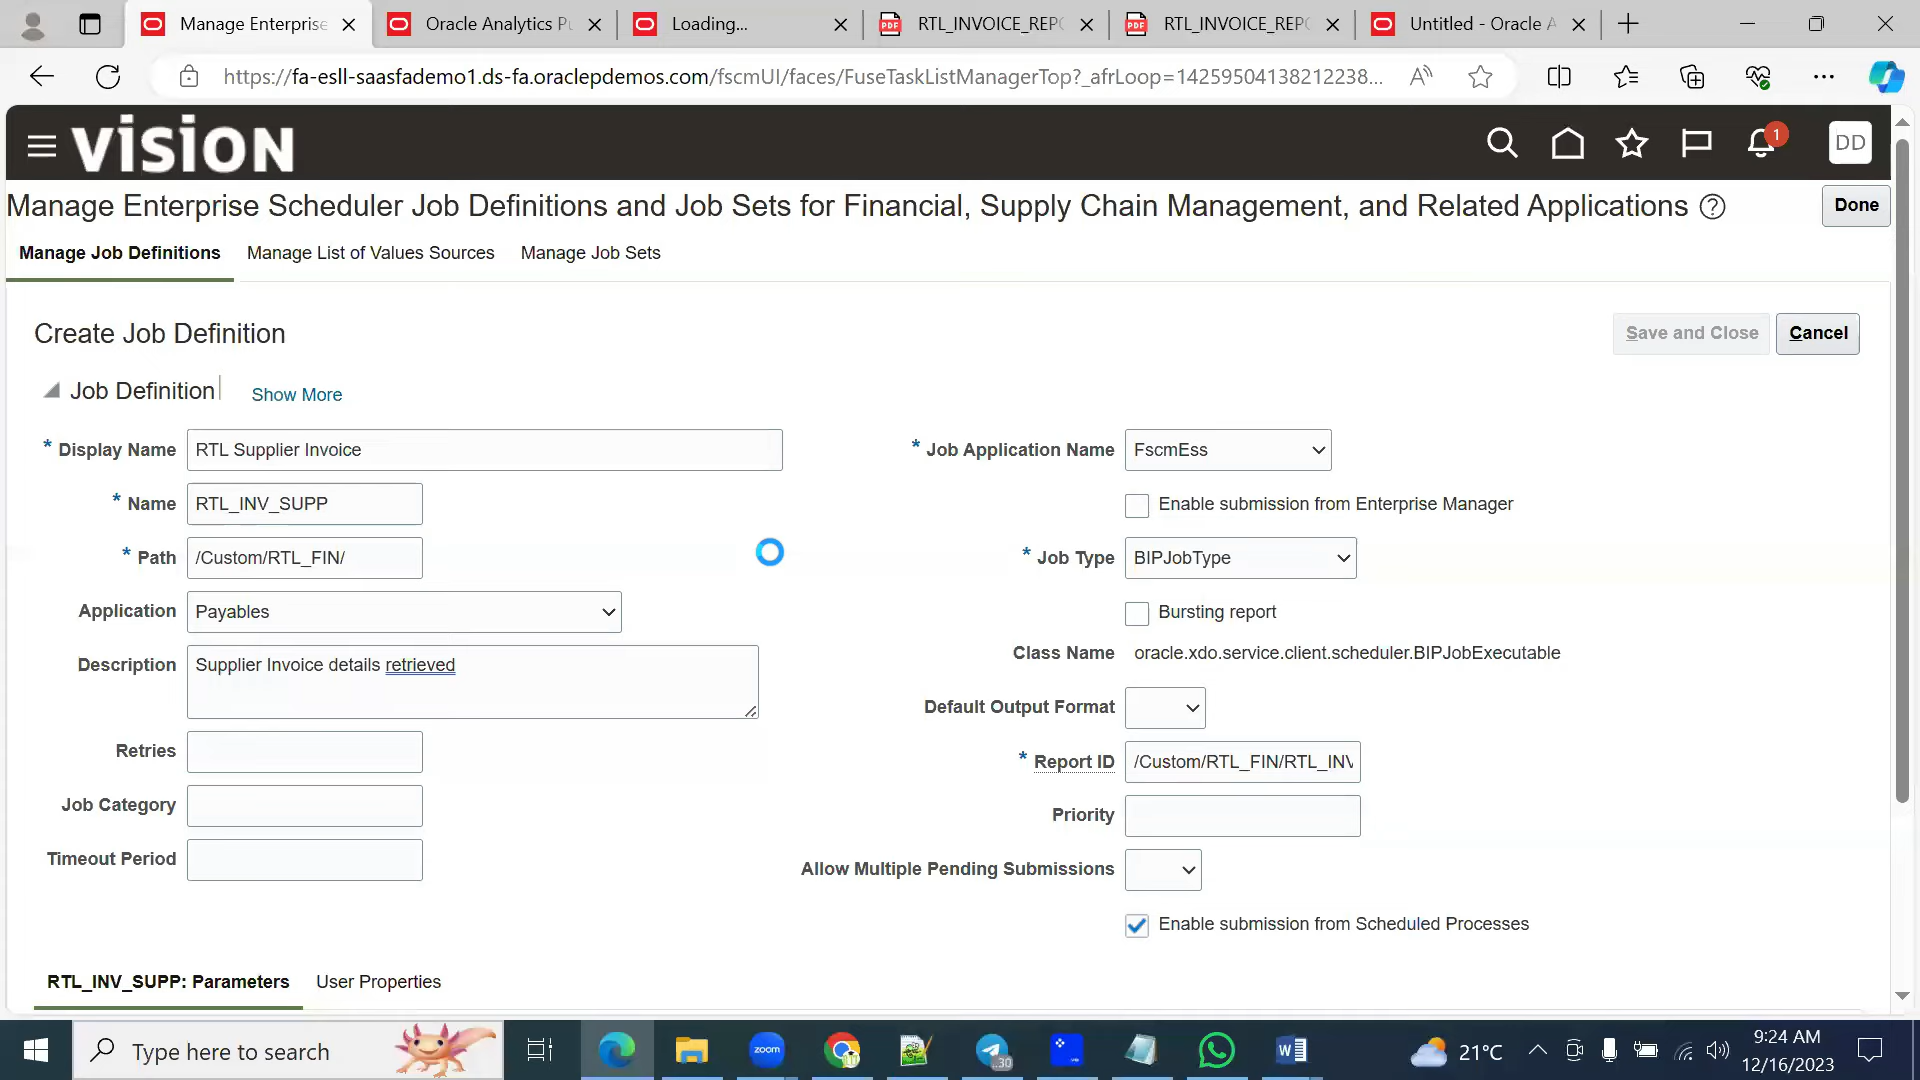 Manage Enterprise
Oracle Analytics Pu
Loading...
RTL_INVOICE_REPO
RTL_INVOICE_REPO
Untitled - Oracle A
https://fa-esll-saasfademo1.ds-fa.oraclepdemos.com/fscmUI/faces/FuseTaskListManagerTop?_afrLoop=14259504138212238...
VISION
1
DD
Manage Enterprise Scheduler Job Definitions and Job Sets for Financial, Supply Chain Management, and Related Applications
Done
Manage Job Definitions
Manage List of Values Sources
Manage Job Sets
Create Job Definition
Save and Close
Cancel
Job Definition
Show More
* Display Name RTL Supplier Invoice
* Name RTL_INV_SUPP
* Path /Custom/RTL_FIN/
Application Payables
Description Supplier Invoice details retrieved
Retries
Job Category
Timeout Period
* Job Application Name FscmEss
Enable submission from Enterprise Manager
* Job Type BIPJobType
Bursting report
Class Name oracle.xdo.service.client.scheduler.BIPJobExecutable
Default Output Format
* Report ID /Custom/RTL_FIN/RTL_INV
Priority
Allow Multiple Pending Submissions
Enable submission from Scheduled Processes
RTL_INV_SUPP: Parameters
User Properties
Type here to search
zoom
.30
21°C
9:24 AM
12/16/2023